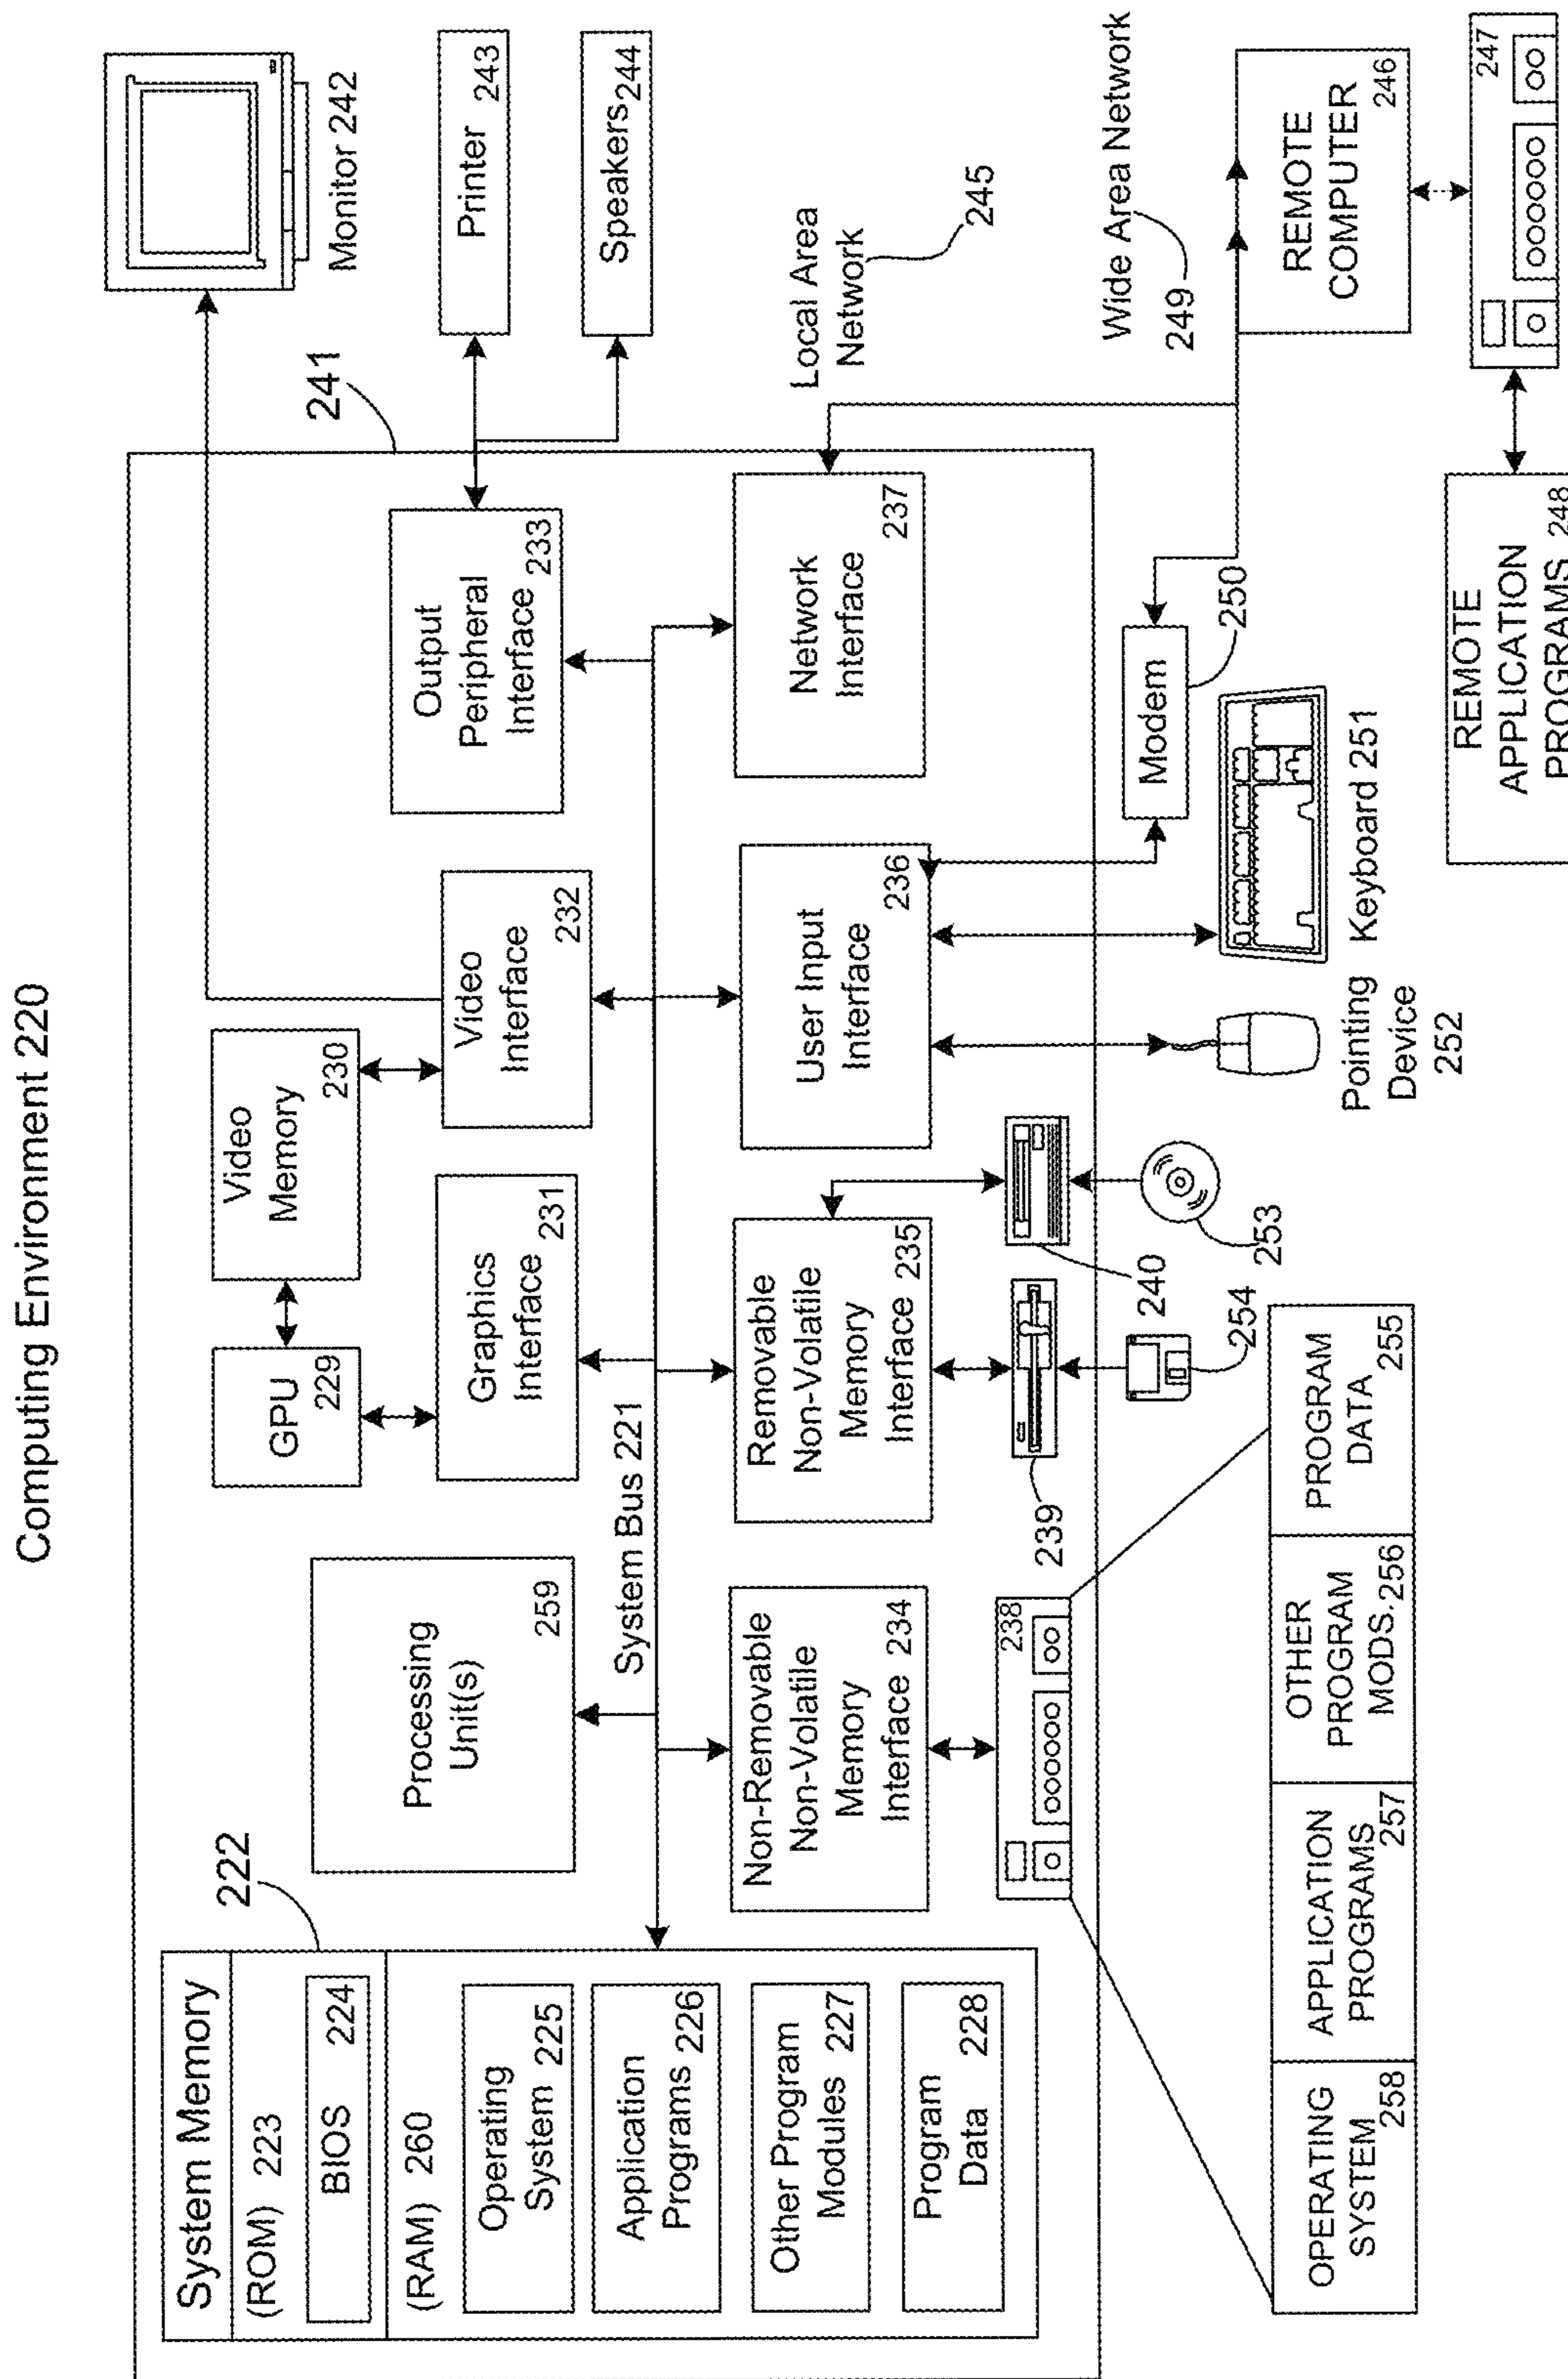 Computing Environment 220
222
System Memory
(ROM) 223
BIOS 224
(RAM) 260
Operating
System 225
Application
Programs 226
Other Program
Modules 227
Program
Data 228
Processing
Unit(s)
259
GPU
229
Video
Memory
230
Graphics
Interface
231
Video
Interface
232
Output
Peripheral
Interface 233
241
Monitor 242
Printer 243
Speakers 244
System Bus 221
Non-Removable
Non-Volatile
Memory
Interface 234
Removable
Non-Volatile
Memory
Interface 235
User Input
Interface
236
Network
Interface
237
Local Area
Network
245
238
239
240
254
253
Pointing
Device
252
Keyboard 251
Modem
250
Wide Area Network
249
REMOTE
COMPUTER
246
247
REMOTE
APPLICATION
PROGRAMS 248
OPERATING
SYSTEM
258
APPLICATION
PROGRAMS
257
OTHER
PROGRAM
MODS. 256
PROGRAM
DATA
255